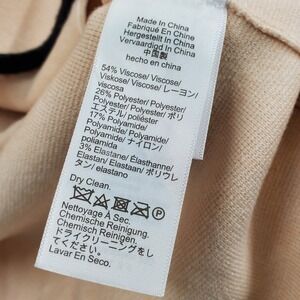 Made In China
Fabriqué En Chine
Hergestellt In China
Vervaardigd In China
中国製
hecho en china
54% Viscose/Viscose/
Viskose/Viscose/レーヨン/
viscosa
26% Polyester/Polyester/
Polyester/Polyester/ポリ
エステル/poliéster
17% Polyamide/
Polyamide/Polyamid/
Polyamide/ナイロン/
poliamida
3% Elastane/Élasthanne/
Elastan/Elastaan/ポリウレ
タン/elastano
Dry Clean.
P
Nettoyage À Sec.
Chemische Reinigung.
Chemisch Reinigen.
ドライクリーニングをし
てください。
Lavar En Seco.